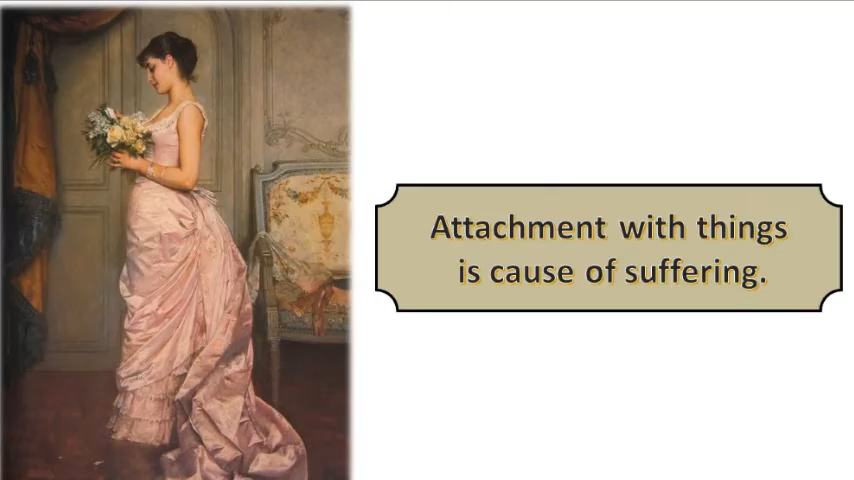 Attachment with things
is cause of suffering.